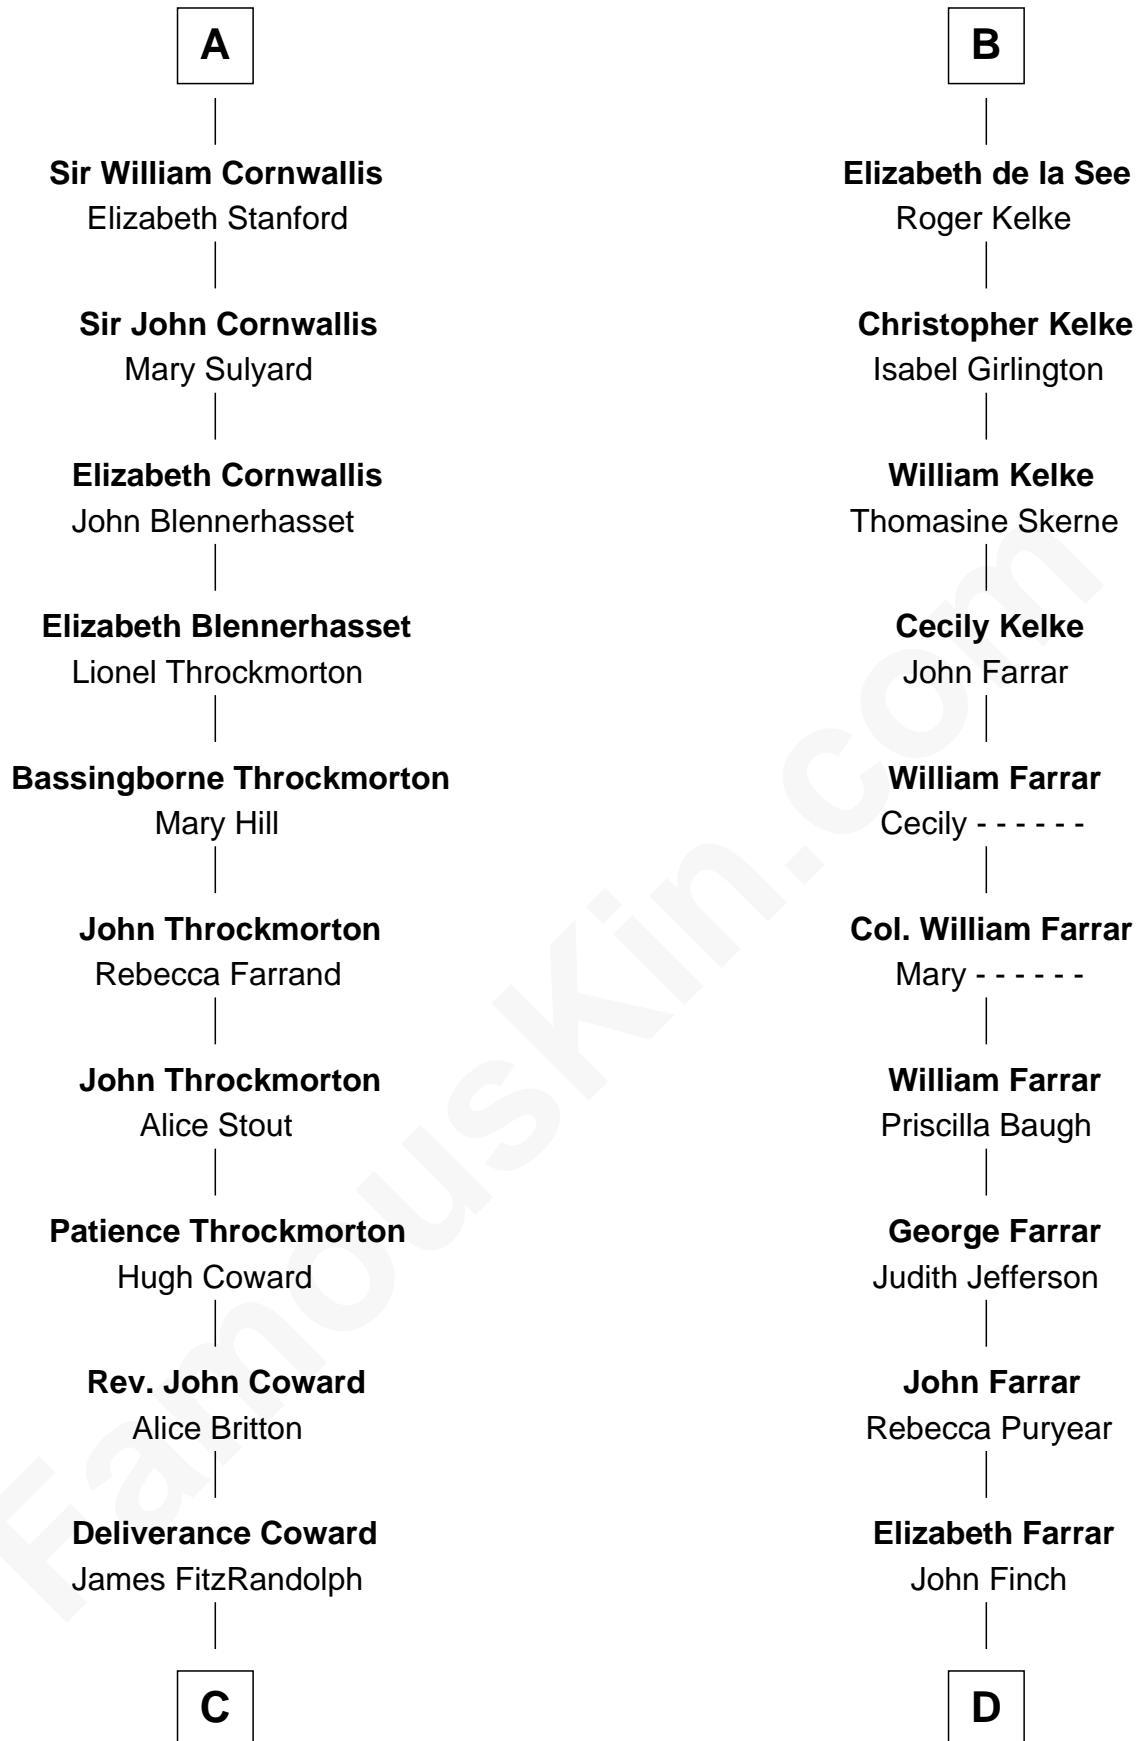 A
Sir William Cornwallis
Elizabeth Stanford
Sir John Cornwallis
Mary Sulyard
Elizabeth Cornwallis
John Blennerhasset
Elizabeth Blennerhasset
Lionel Throckmorton
Bassingborne Throckmorton
Mary Hill
John Throckmorton
Rebecca Farrand
John Throckmorton
Alice Stout
Patience Throckmorton
Hugh Coward
Rev. John Coward
Alice Britton
Deliverance Coward
James FitzRandolph
C
B
Elizabeth de la See
Roger Kelke
Christopher Kelke
Isabel Girlington
William Kelke
Thomasine Skerne
Cecily Kelke
John Farrar
William Farrar
Cecily - - - - - -
Col. William Farrar
Mary - - - - - -
William Farrar
Priscilla Baugh
George Farrar
Judith Jefferson
John Farrar
Rebecca Puryear
Elizabeth Farrar
John Finch
D
FamousKin.com